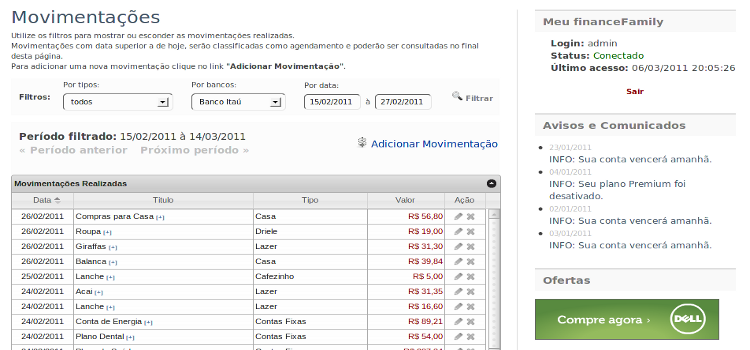 Movimentações
Utilize os filtros para mostrar ou esconder as movimentações realizadas.
Movimentações com data superior a de hoje, serão classificadas como agendamento e poderão ser consultadas no final
desta página.
Para adicionar uma nova movimentação clique no link "Adicionar Movimentação".
Por tipos: Por bancos: Por data:
Filtros: todos Banco Itaú 15/02/2011 à 27/02/2011 Filtrar
Período filtrado: 15/02/2011 à 14/03/2011
« Período anterior Próximo período »
Adicionar Movimentação
Movimentações Realizadas
Data Titulo Tipo Valor Ação
26/02/2011 Compras para Casa [+] Casa R$ 56,80
26/02/2011 Roupa [+] Driele R$ 19,00
26/02/2011 Giraffas [+] Lazer R$ 31,30
26/02/2011 Balanca [+] Casa R$ 39,84
25/02/2011 Lanche [+] Cafezinho R$ 5,00
24/02/2011 Acai [+] Lazer R$ 31,35
24/02/2011 Lanche [+] Lazer R$ 16,60
24/02/2011 Conta de Energia [+] Contas Fixas R$ 89,21
24/02/2011 Plano Dental [+] Contas Fixas R$ 54,00
Meu financeFamily
Login: admin
Status: Conectado
Último acesso: 06/03/2011 20:05:26
Sair
Avisos e Comunicados
23/01/2011
INFO: Sua conta vencerá amanhã.
04/01/2011
INFO: Seu plano Premium foi
desativado.
02/01/2011
INFO: Sua conta vencerá amanhã.
03/01/2011
INFO: Sua conta vencerá amanhã.
Ofertas
Compre agora › DELL